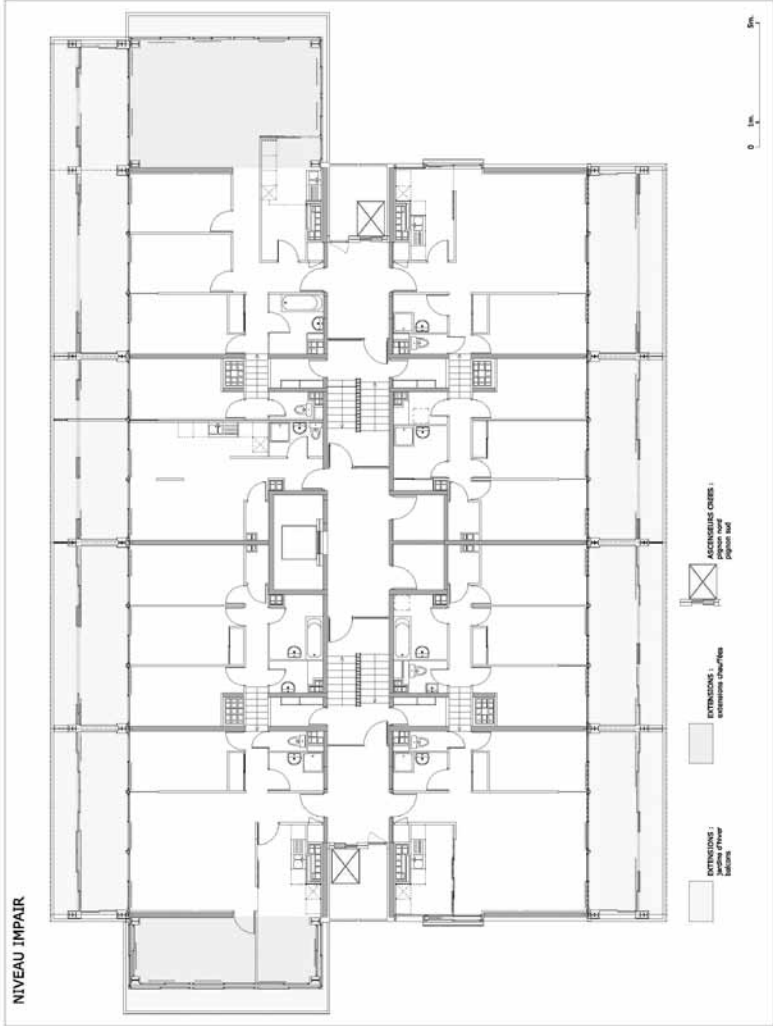 NIVEAU IMPAIR
EXTENSIONS :
jardins d'hiver
balcons
EXTENSIONS :
extensions chauffées
ASCENSEURS CREES :
pignon nord
pignon sud
0 1m. 5m.